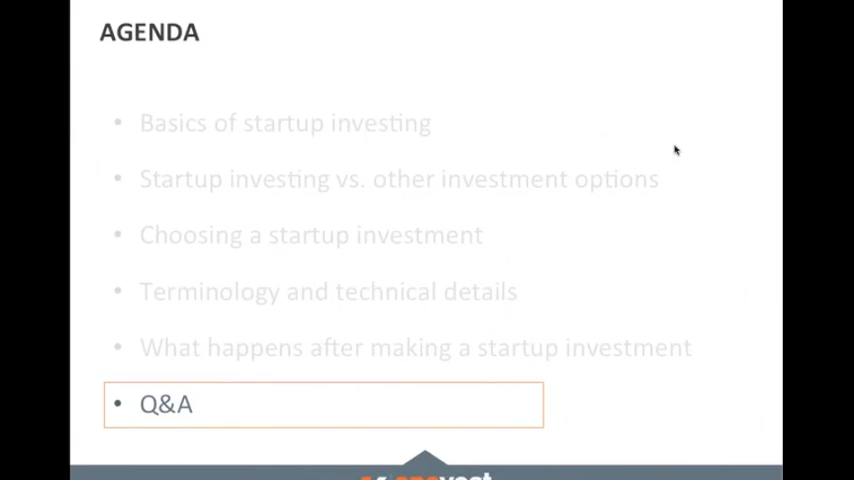 AGENDA
• Basics of startup investing
• Startup investing vs. other investment options
• Choosing a startup investment
• Terminology and technical details
• What happens after making a startup investment
• Q&A